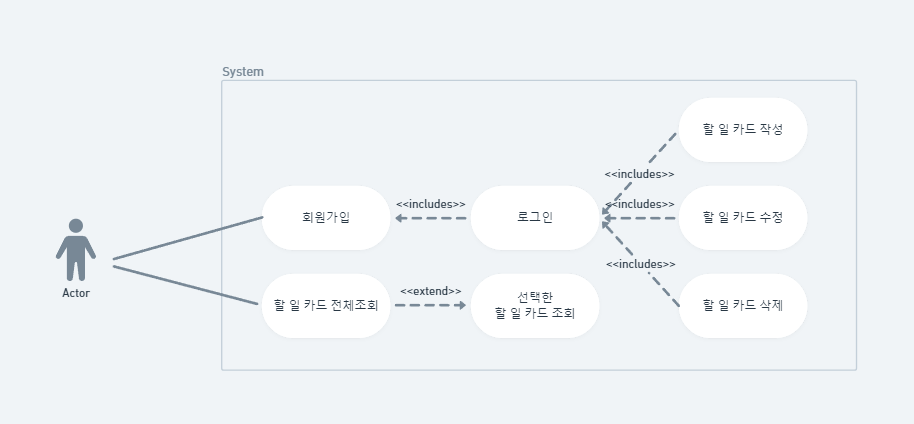 System
할 일 카드 작성
<<includes>>
<<includes>>
<<includes>>
회원가입
로그인
할 일 카드 수정
<<includes>>
Actor
할 일 카드 전체조회
<<extend>>
선택한
할 일 카드 조회
할 일 카드 삭제